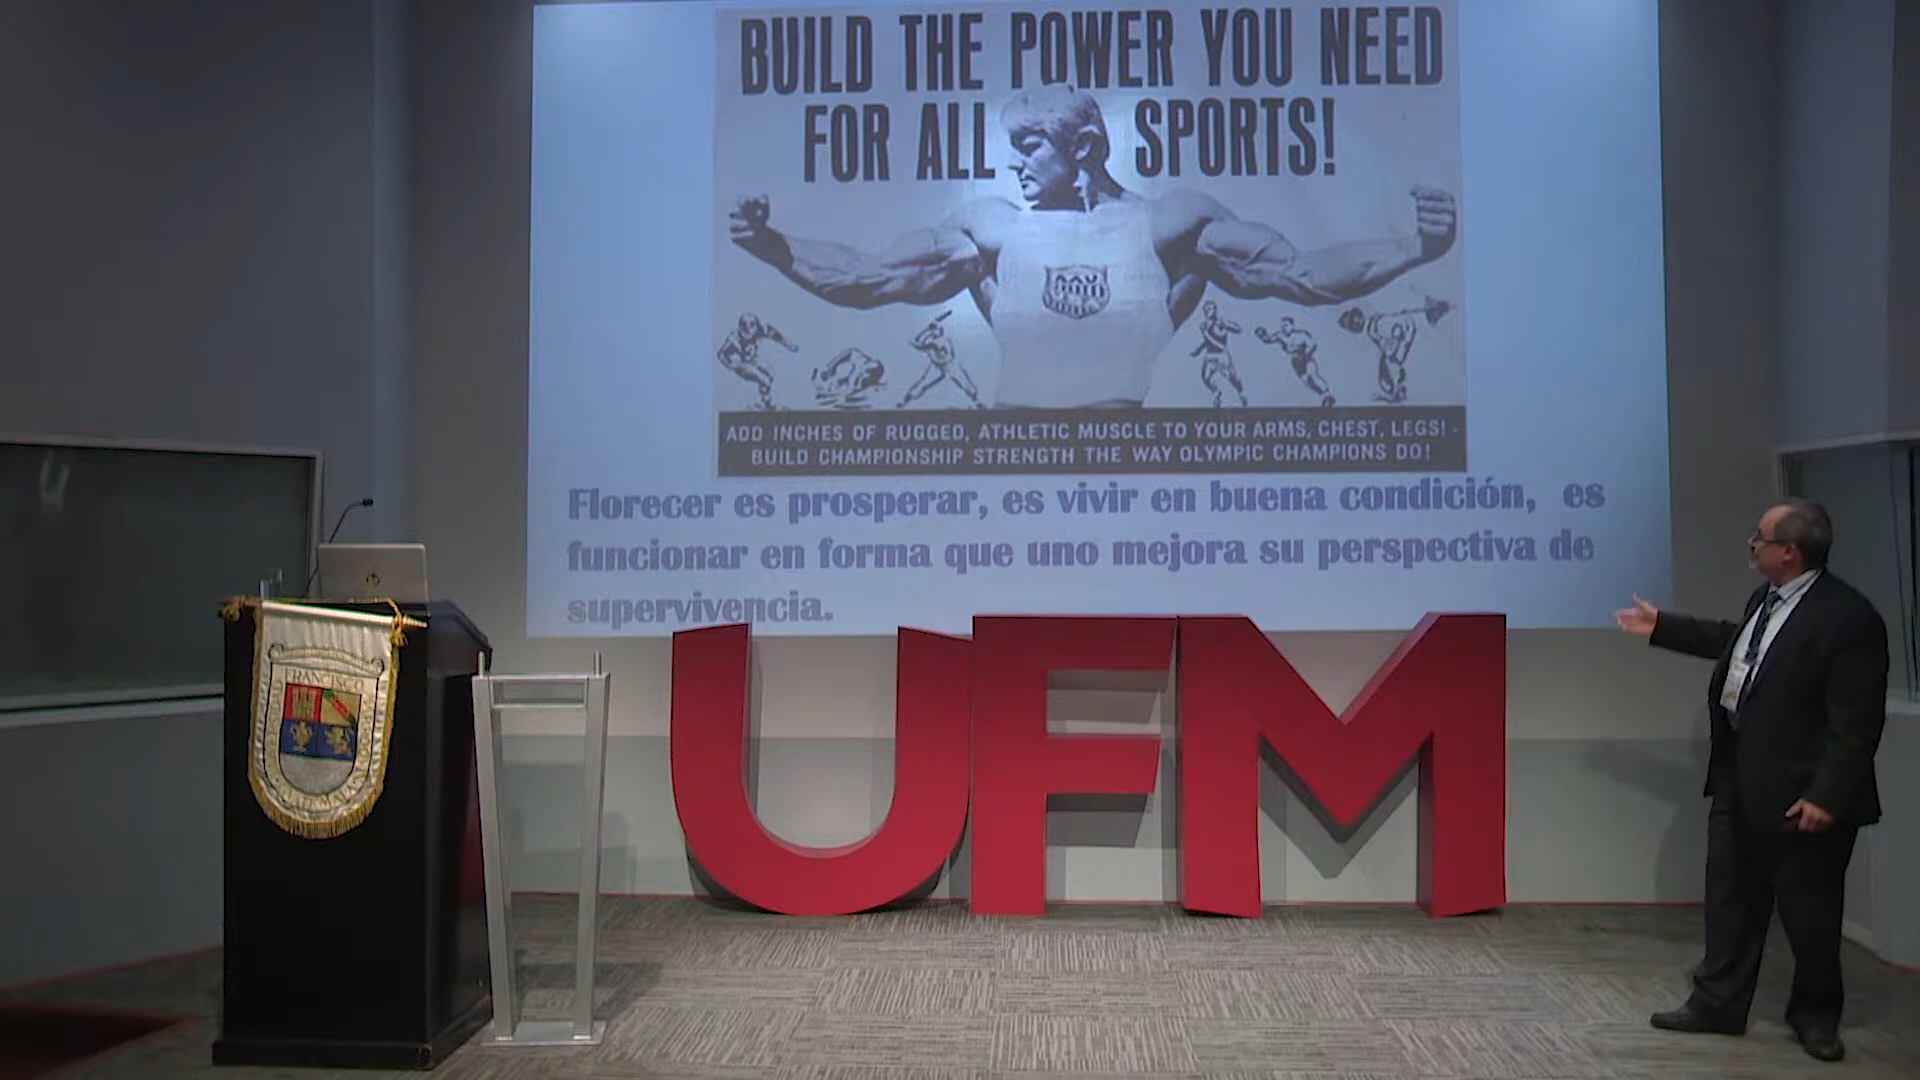 BUILD THE POWER YOU NEED
FOR ALL SPORTS!
ADD INCHES OF RUGGED, ATHLETIC MUSCLE TO YOUR ARMS, CHEST, LEGS! -
BUILD CHAMPIONSHIP STRENGTH THE WAY OLYMPIC CHAMPIONS DO!
Florecer es prosperar, es vivir en buena condición, es
funcionar en forma que uno mejora su perspectiva de
supervivencia.
UFM
FRANCISCO
GUATEMALA